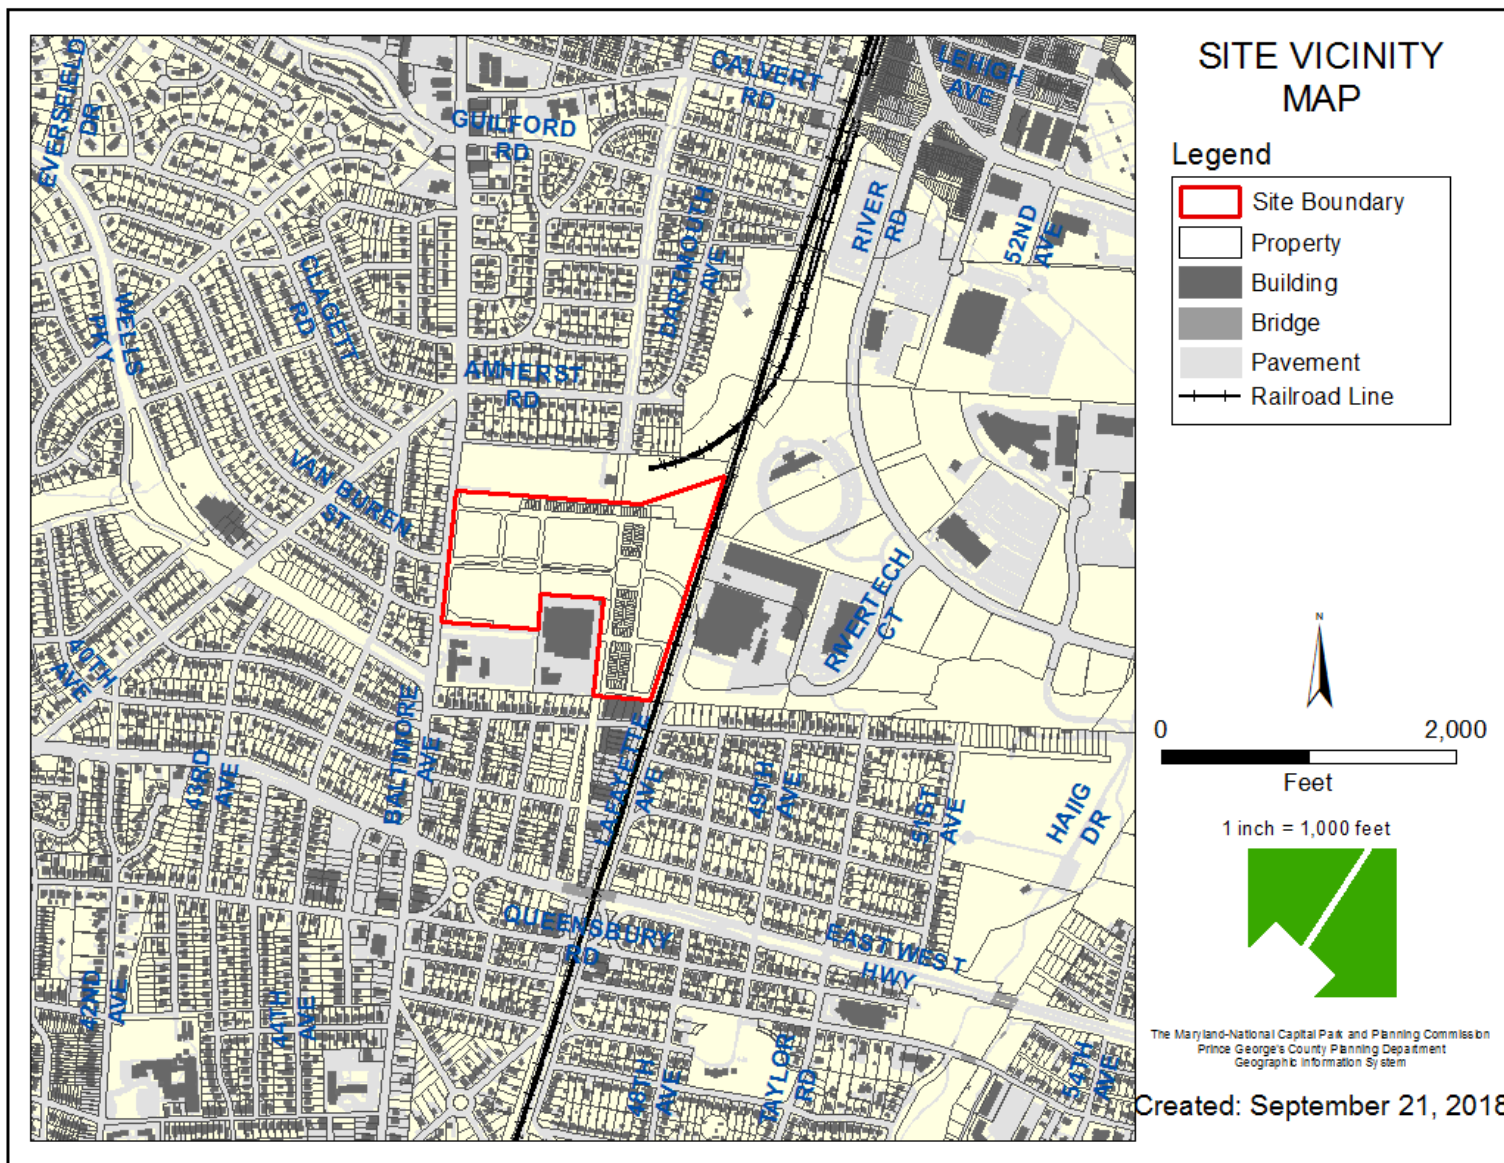 SITE VICINITY
MAP
Legend
Site Boundary
Property
Building
Bridge
Pavement
Railroad Line
N
0 2,000
Feet
1 inch = 1,000 feet
The Maryland-National Capital Park and Planning Commission
Prince George's County Planning Department
Geographic Information System
Created: September 21, 2018
EVERSFIELD
DR
CALVERT
RD
LEHIGH
AVE
GUILFORD
RD
RIVER
RD
52ND
AVE
DARTMOUTH
AVE
CLAGETT
RD
WELLS
PKY
AMHERST
RD
VAN BUREN
ST
RIVERTECH
CT
40TH
AVE
BALTIMORE
AVE
43RD
AVE
LAFAYETTE
AVE
49TH
AVE
51ST
AVE
HAIG
DR
QUEENSBURY
RD
EAST WEST
HWY
42ND
AVE
44TH
AVE
48TH
AVE
TAYLOR
RD
54TH
AVE